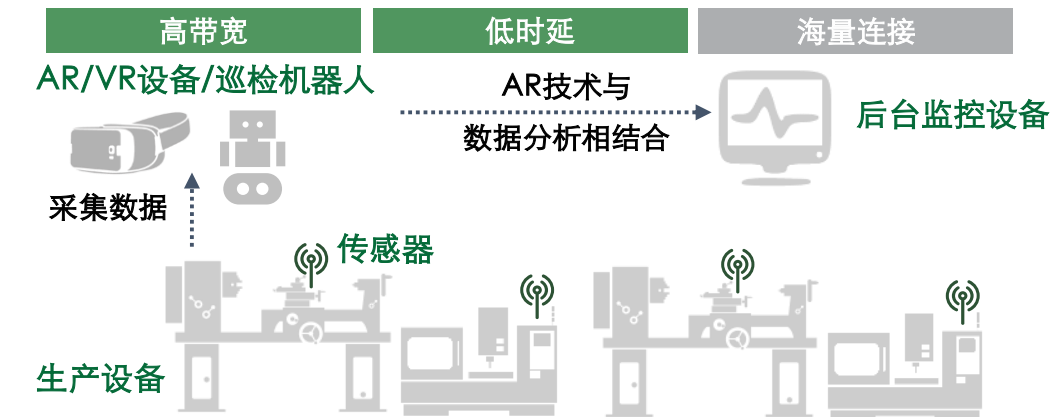 高带宽
低时延
海量连接
AR/VR设备/巡检机器人
AR技术与
数据分析相结合
后台监控设备
采集数据
传感器
生产设备